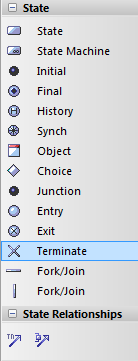 State
State
State Machine
Initial
Final
History
Synch
Object
Choice
Junction
Entry
Exit
Terminate
Fork/Join
Fork/Join
State Relationships